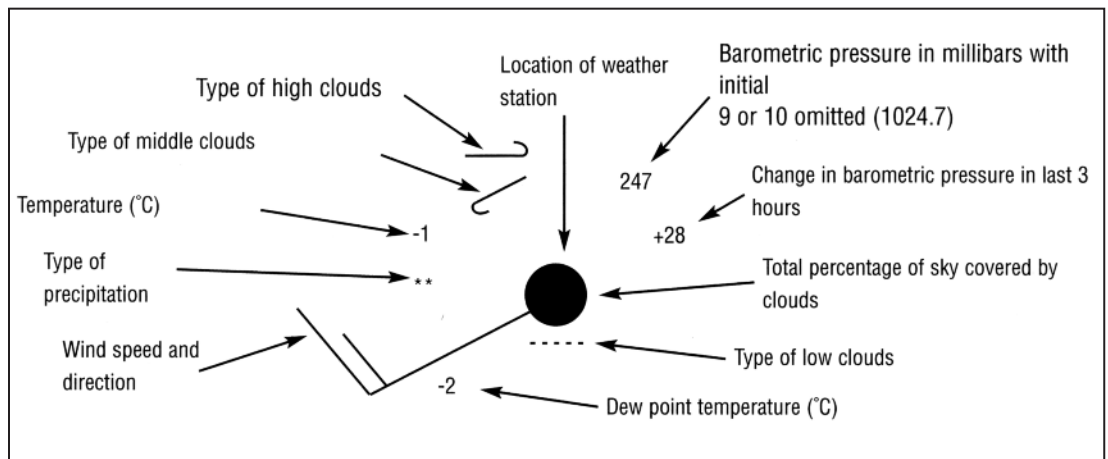 Type of high clouds
Location of weather
station
Barometric pressure in millibars with
initial
9 or 10 omitted (1024.7)
Type of middle clouds
247
Change in barometric pressure in last 3
hours
Temperature (°C)
-1
+28
Type of
precipitation
**
Total percentage of sky covered by
clouds
Wind speed and
direction
Type of low clouds
-2
Dew point temperature (°C)